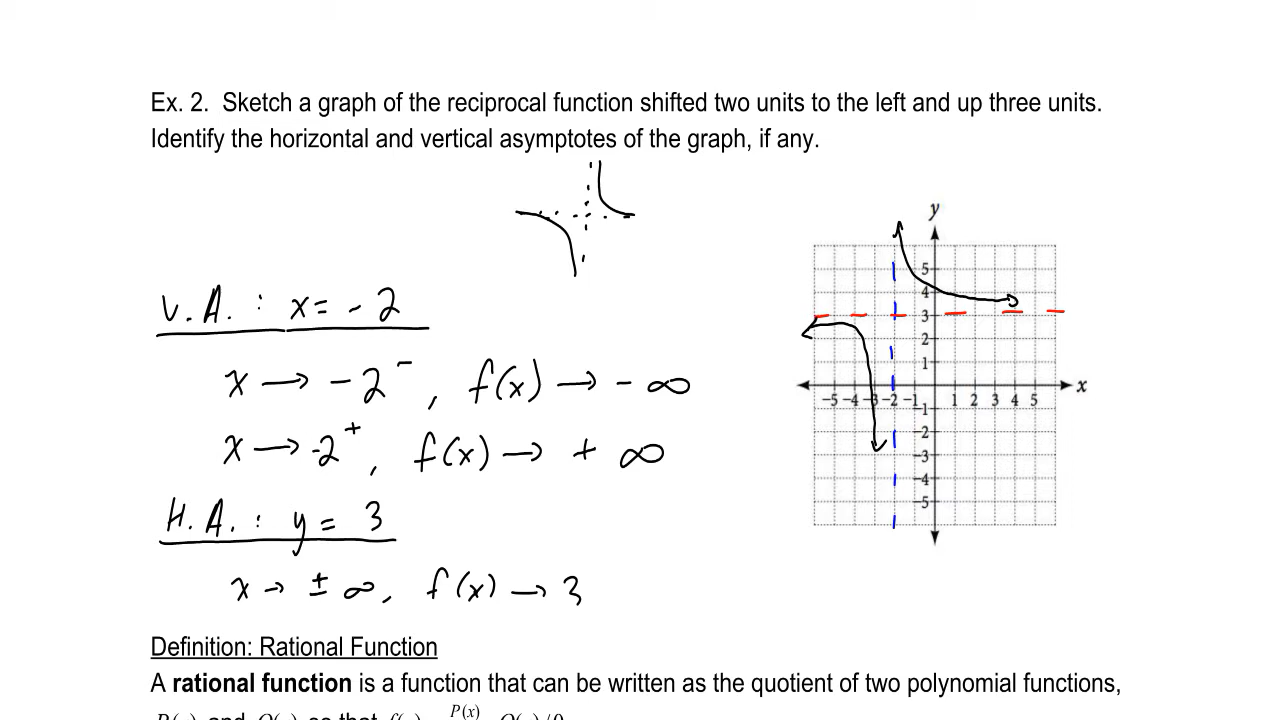 Ex. 2. Sketch a graph of the reciprocal function shifted two units to the left and up three units.
Identify the horizontal and vertical asymptotes of the graph, if any.
V.A. : x = -2
x → -2⁻, f(x) → -∞
x → -2⁺, f(x) → +∞
H.A. : y = 3
x → ±∞, f(x) → 3
y
5
4
3
2
1
-5 -4 -3 -2 -1 1 2 3 4 5 x
-1
-2
-3
-4
-5
Definition: Rational Function
A rational function is a function that can be written as the quotient of two polynomial functions,
P(x)